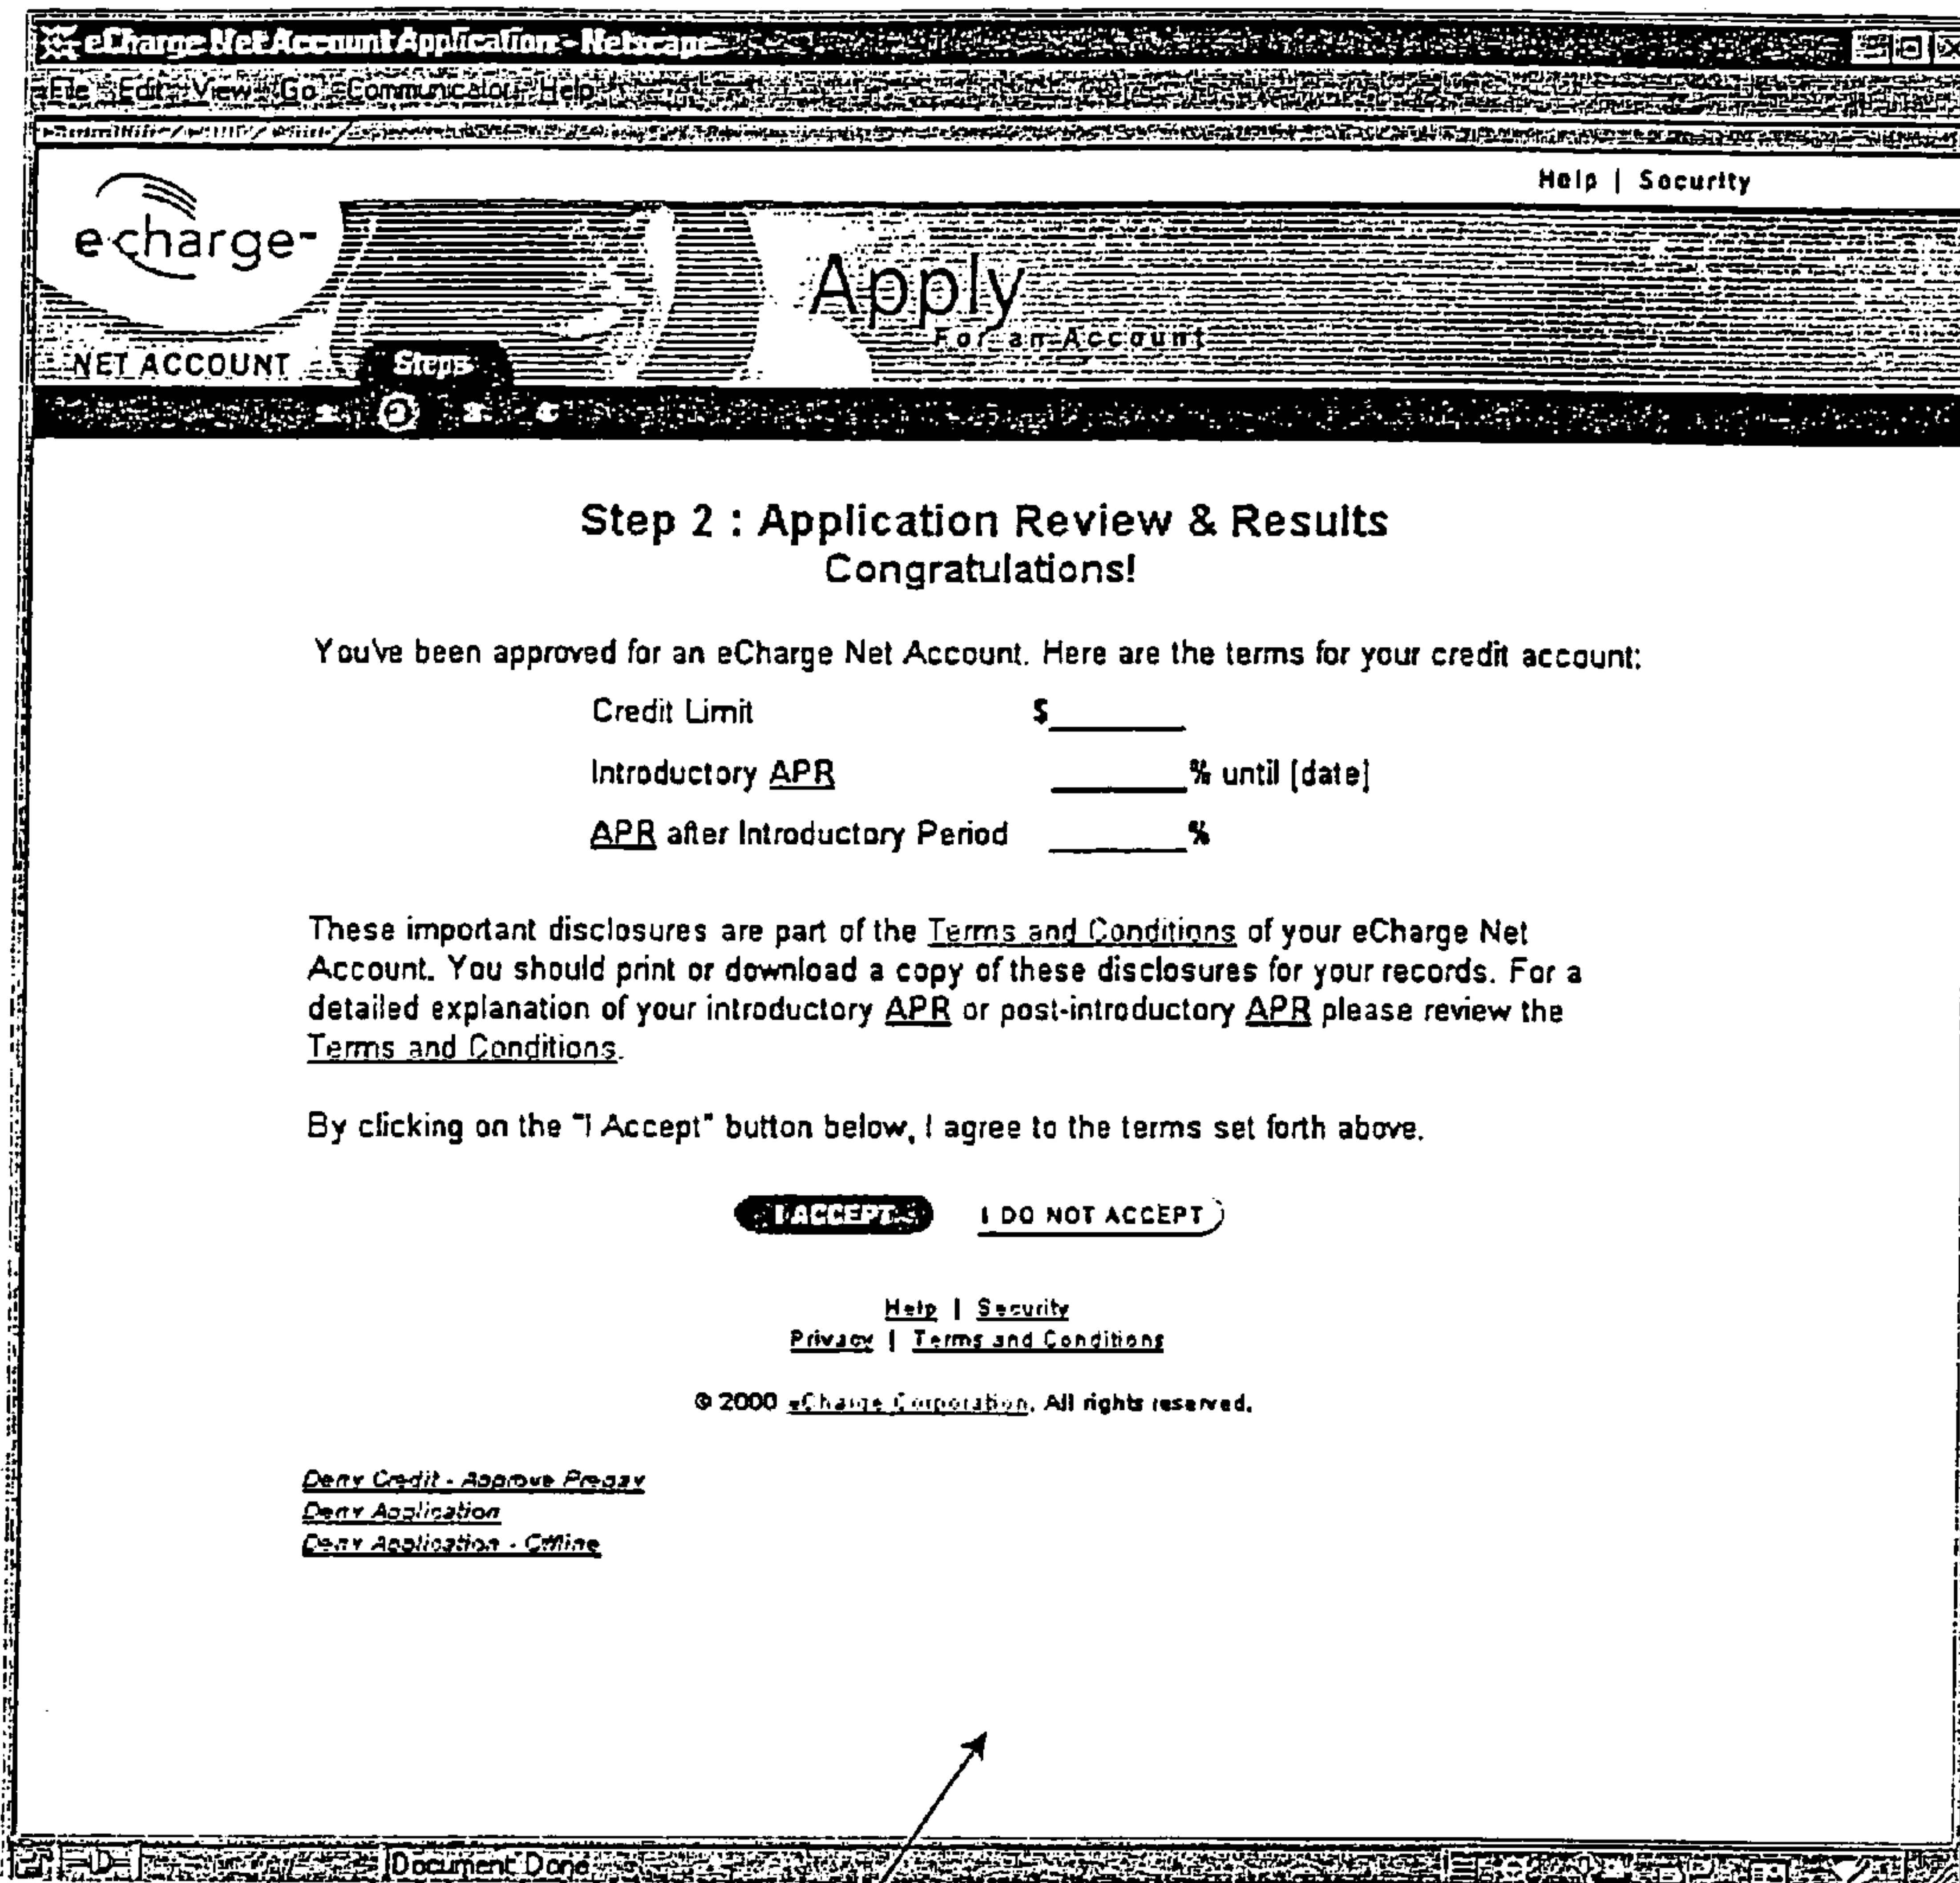 eCharge Net Account Application - Netscape
File Edit View Go Communicator Help
Help | Security
echarge
Apply
For an Account
NET ACCOUNT
Steps
Step 2 : Application Review & Results
Congratulations!
You've been approved for an eCharge Net Account. Here are the terms for your credit account:
Credit Limit $________
Introductory APR ________% until [date]
APR after Introductory Period ________%
These important disclosures are part of the Terms and Conditions of your eCharge Net
Account. You should print or download a copy of these disclosures for your records. For a
detailed explanation of your introductory APR or post-introductory APR please review the
Terms and Conditions.
By clicking on the "I Accept" button below, I agree to the terms set forth above.
I ACCEPT I DO NOT ACCEPT
Help | Security
Privacy | Terms and Conditions
© 2000 eCharge Corporation. All rights reserved.
Deny Credit - Approve Prepay
Deny Application
Deny Application - Offline
Document Done